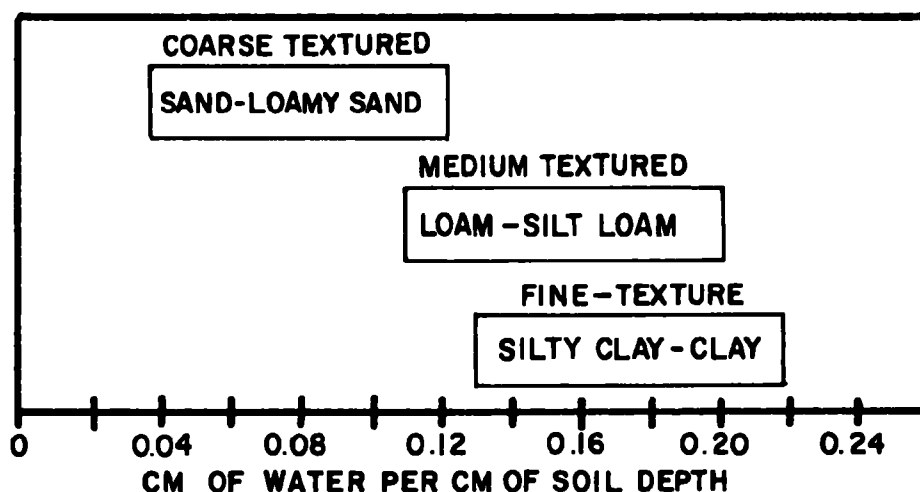 COARSE TEXTURED
SAND-LOAMY SAND
MEDIUM TEXTURED
LOAM-SILT LOAM
FINE-TEXTURE
SILTY CLAY-CLAY
0 0.04 0.08 0.12 0.16 0.20 0.24
CM OF WATER PER CM OF SOIL DEPTH